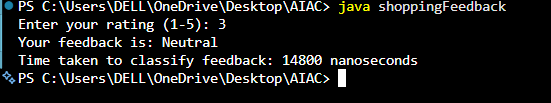 PS C:\Users\DELL\OneDrive\Desktop\AIAC> java shoppingFeedback
Enter your rating (1-5): 3
Your feedback is: Neutral
Time taken to classify feedback: 14800 nanoseconds
PS C:\Users\DELL\OneDrive\Desktop\AIAC>